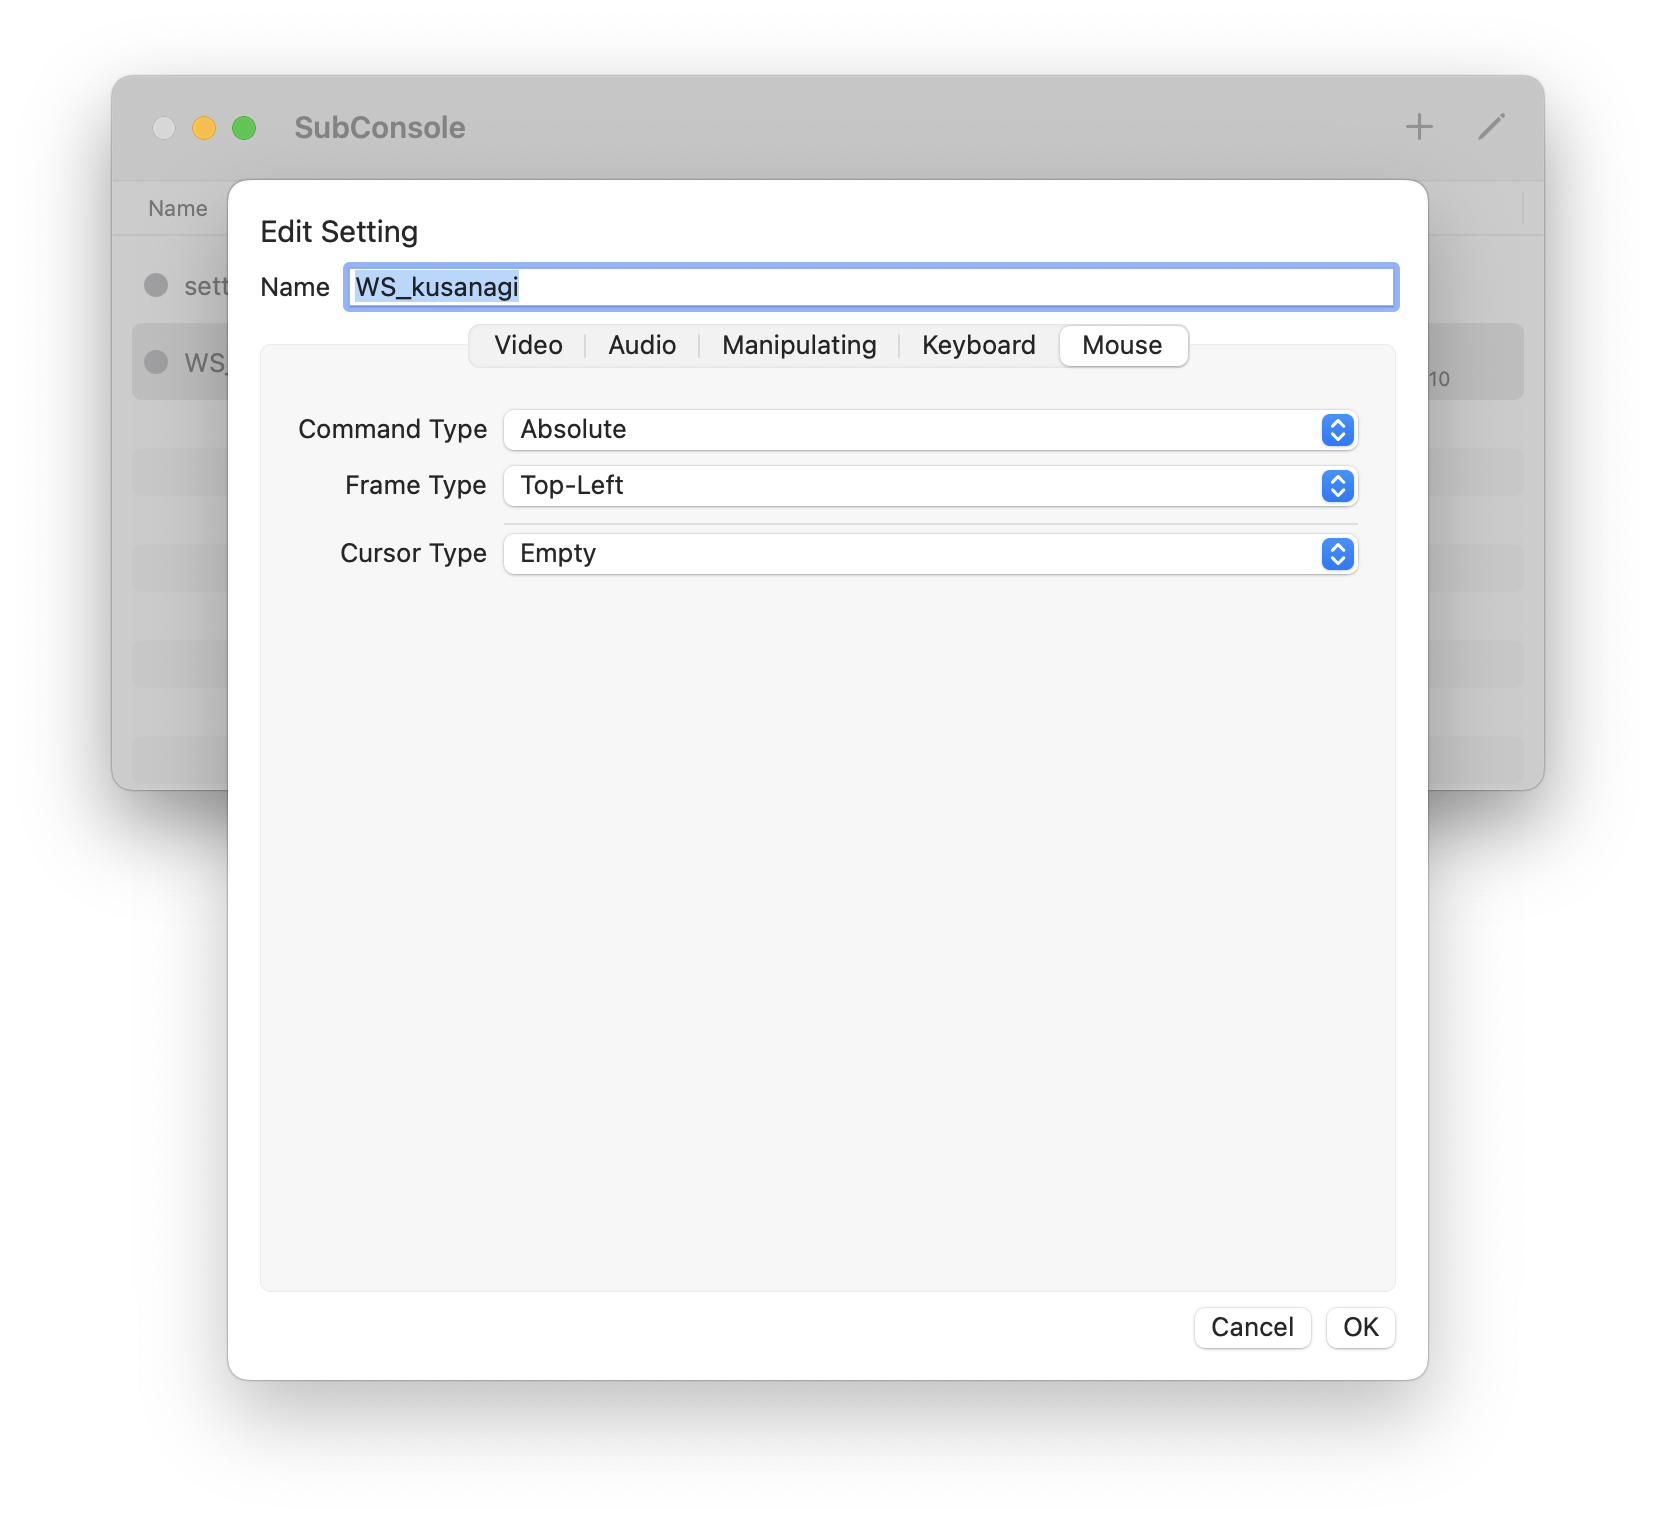 SubConsole
Name
sett
WS_
10
Edit Setting
Name WS_kusanagi
Video Audio Manipulating Keyboard Mouse
Command Type Absolute
Frame Type Top-Left
Cursor Type Empty
Cancel OK